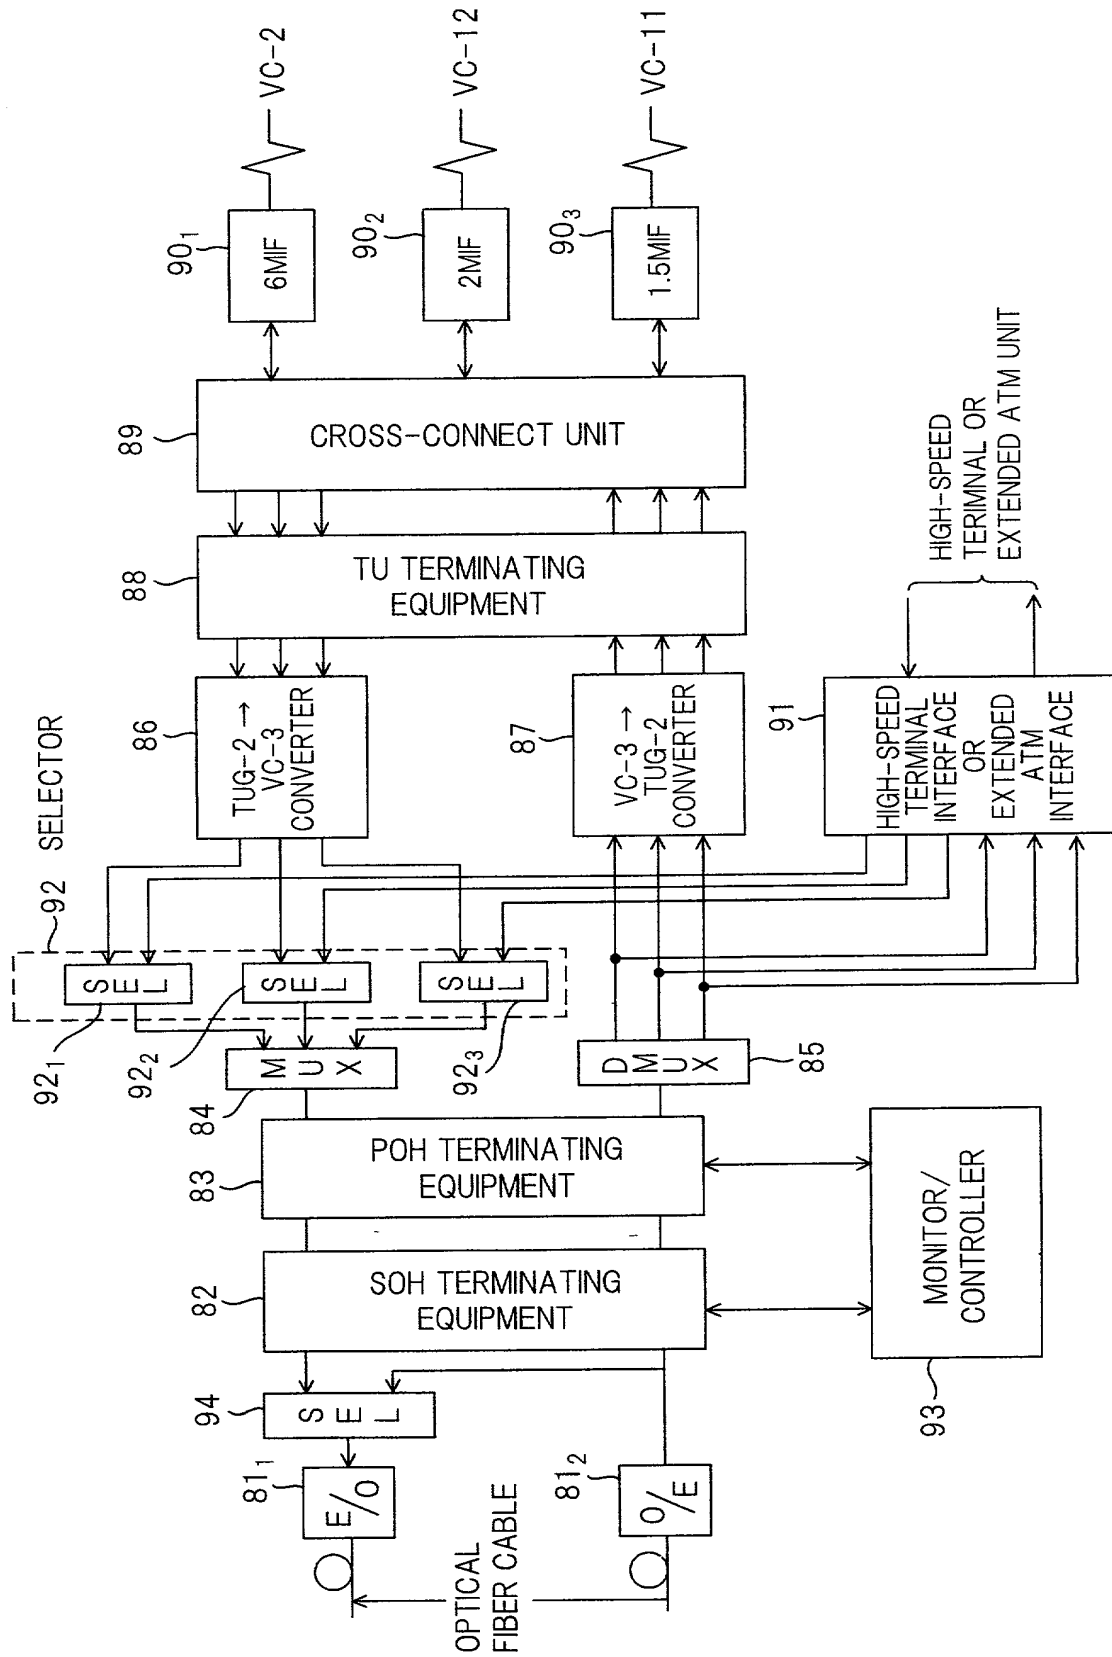 OPTICAL
FIBER CABLE
81₁
E/O
81₂
O/E
94
SEL
82
SOH TERMINATING
EQUIPMENT
83
POH TERMINATING
EQUIPMENT
93
MONITOR/
CONTROLLER
84
MUX
85
DMUX
92
SELECTOR
92₁
SEL
92₂
SEL
92₃
SEL
86
TUG-2 →
VC-3
CONVERTER
87
VC-3 →
TUG-2
CONVERTER
91
HIGH-SPEED
TERMINAL
INTERFACE
OR
EXTENDED
ATM
INTERFACE
88
TU TERMINATING
EQUIPMENT
89
CROSS-CONNECT UNIT
HIGH-SPEED
TERIMNAL OR
EXTENDED ATM UNIT
90₁
6MIF
VC-2
90₂
2MIF
VC-12
90₃
1.5MIF
VC-11